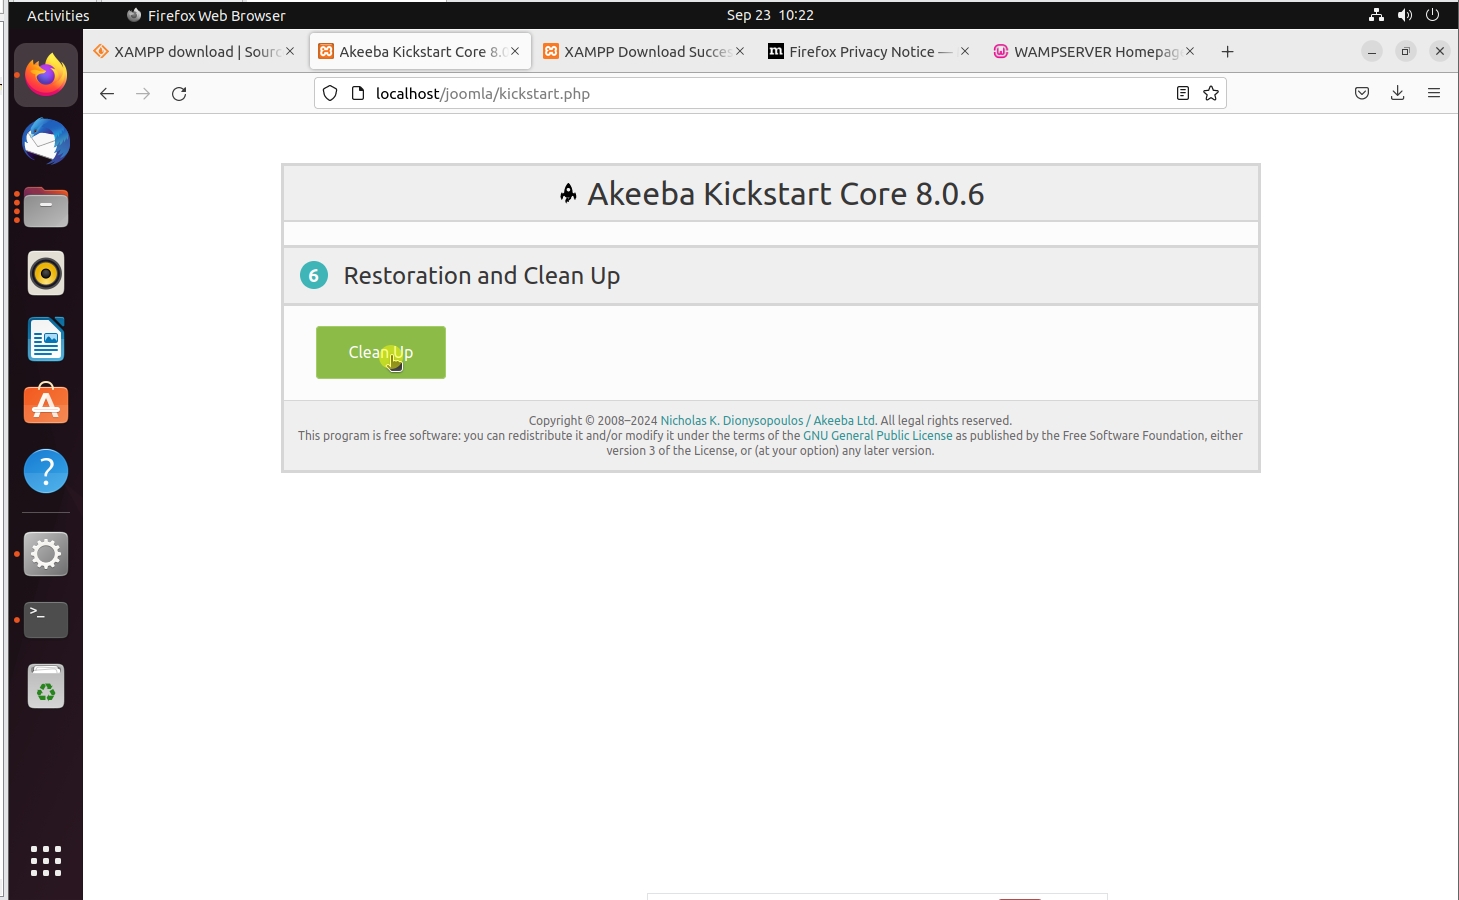 Activities
Firefox Web Browser
Sep 23 10:22
XAMPP download | Sourc
Akeeba Kickstart Core 8.0
XAMPP Download Succes
Firefox Privacy Notice —
WAMPSERVER Homepag
localhost/joomla/kickstart.php
Akeeba Kickstart Core 8.0.6
6 Restoration and Clean Up
Clean Up
Copyright © 2008–2024 Nicholas K. Dionysopoulos / Akeeba Ltd. All legal rights reserved.
This program is free software: you can redistribute it and/or modify it under the terms of the GNU General Public License as published by the Free Software Foundation, either
version 3 of the License, or (at your option) any later version.